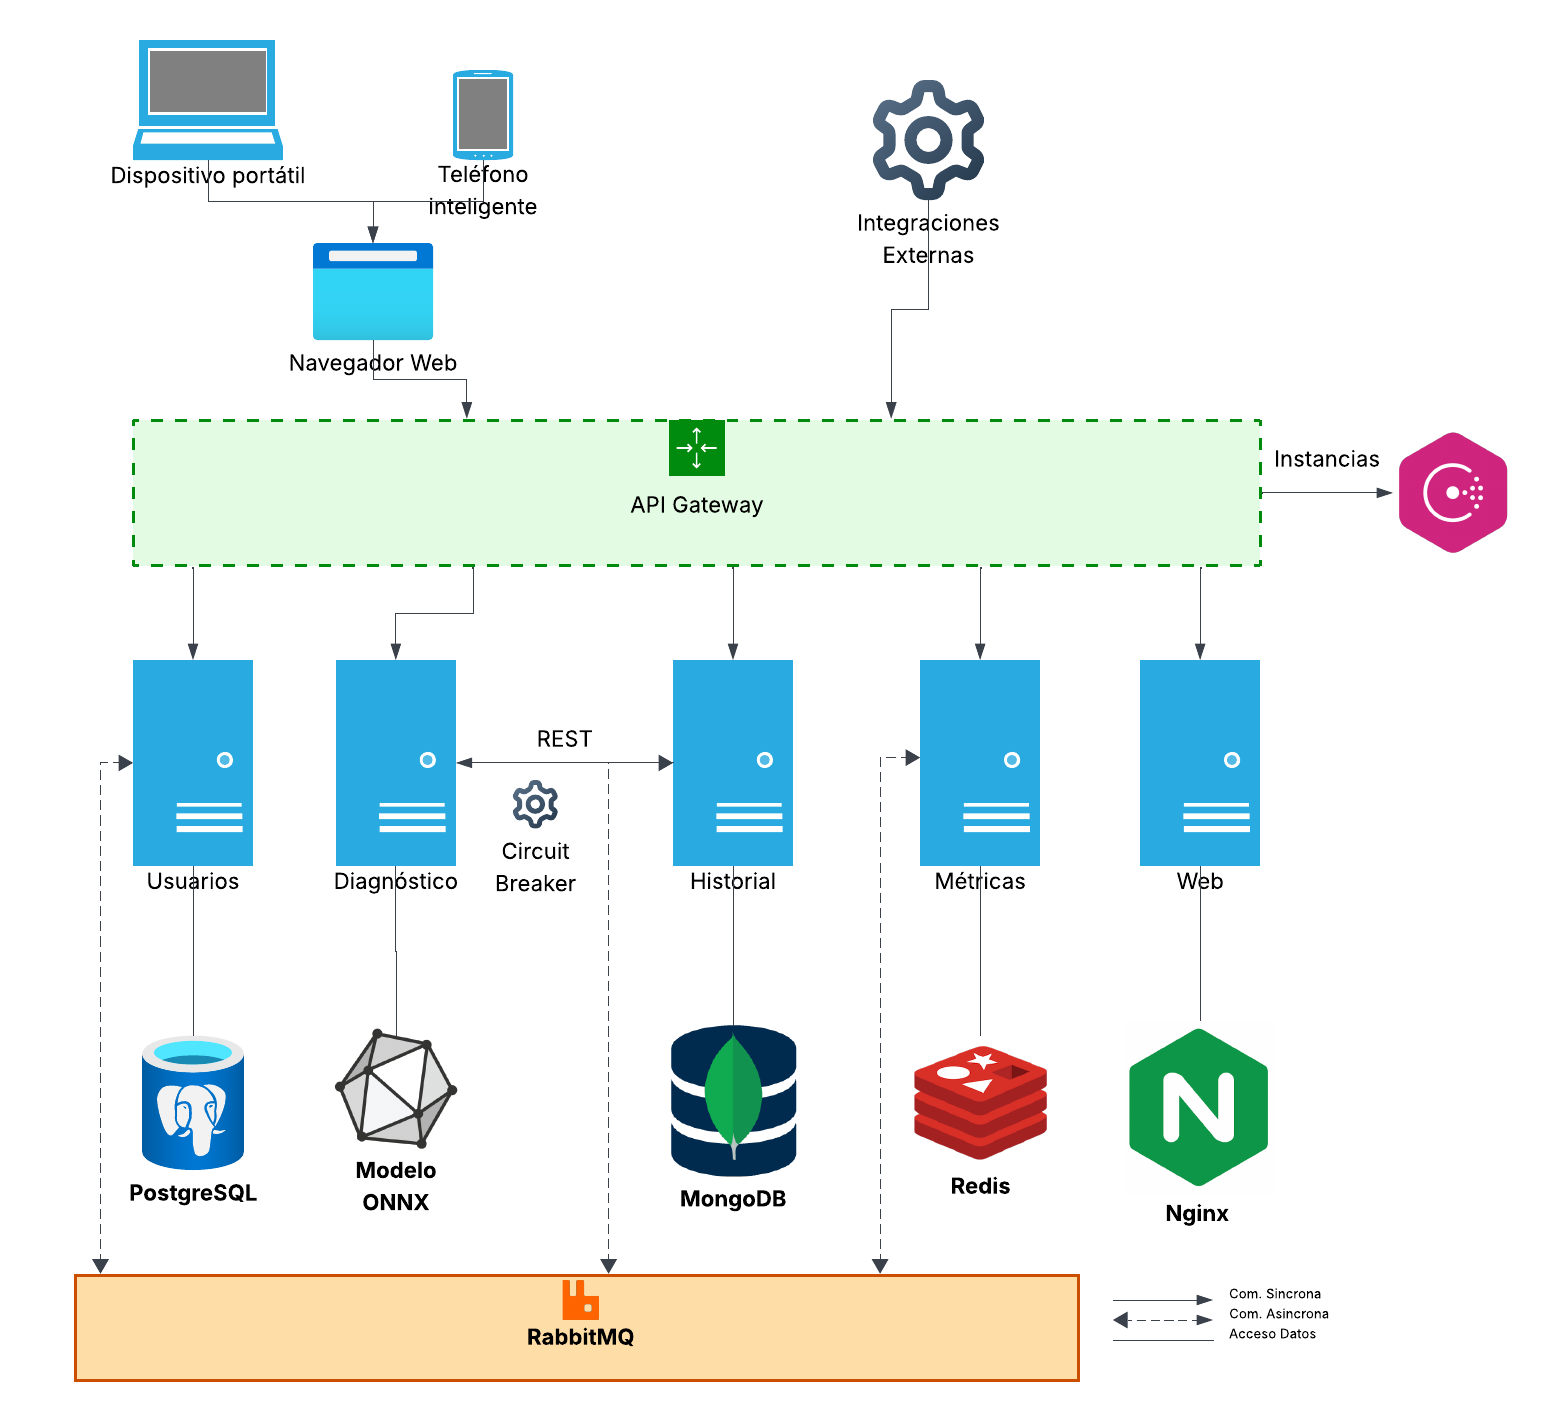 Dispositivo portátil
Teléfono
inteligente
Integraciones
Externas
Navegador Web
API Gateway
Instancias
REST
Circuit
Breaker
Usuarios
Diagnóstico
Historial
Métricas
Web
PostgreSQL
Modelo
ONNX
MongoDB
Redis
Nginx
RabbitMQ
Com. Sincrona
Com. Asincrona
Acceso Datos